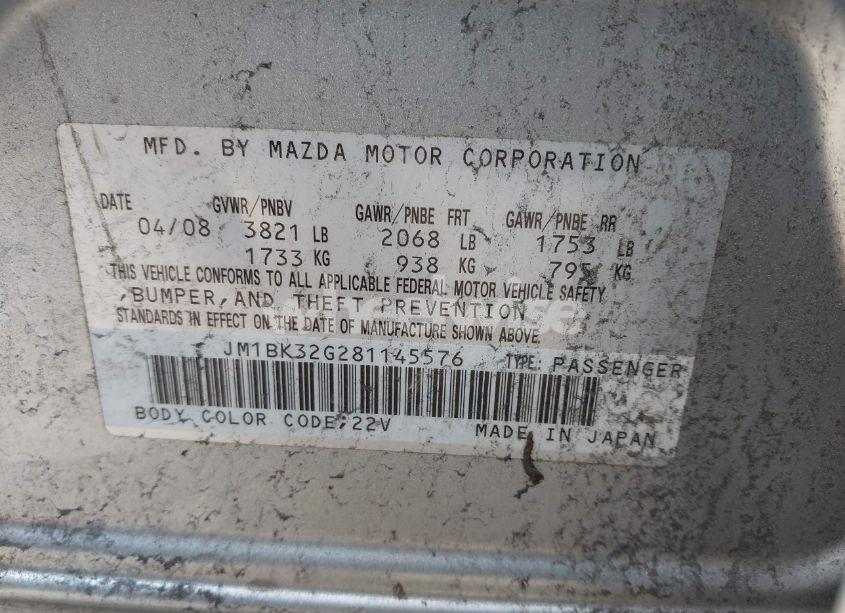 MFD. BY MAZDA MOTOR CORPORATION
DATE GVWR/PNBV GAWR/PNBE FRT GAWR/PNBE RR
04/08 3821 LB 2068 LB 1753 LB
1733 KG 938 KG 795 KG
THIS VEHICLE CONFORMS TO ALL APPLICABLE FEDERAL MOTOR VEHICLE SAFETY
,BUMPER,AND THEFT PREVENTION
STANDARDS IN EFFECT ON THE DATE OF MANUFACTURE SHOWN ABOVE.
JM1BK32G281145576 TYPE: PASSENGER
BODY COLOR CODE;22V MADE IN JAPAN